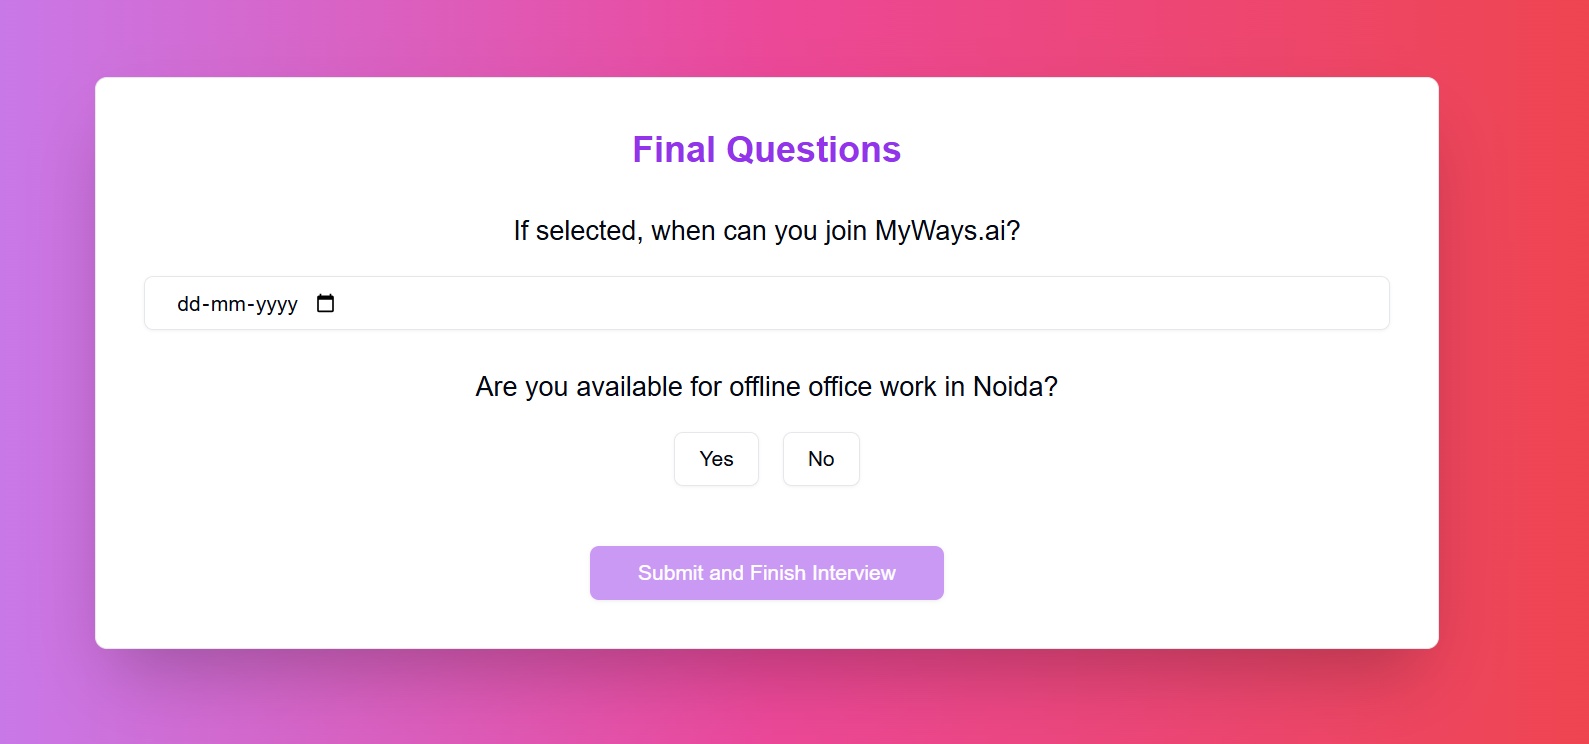 Final Questions
If selected, when can you join MyWays.ai?
dd-mm-yyyy
Are you available for offline office work in Noida?
Yes No
Submit and Finish Interview